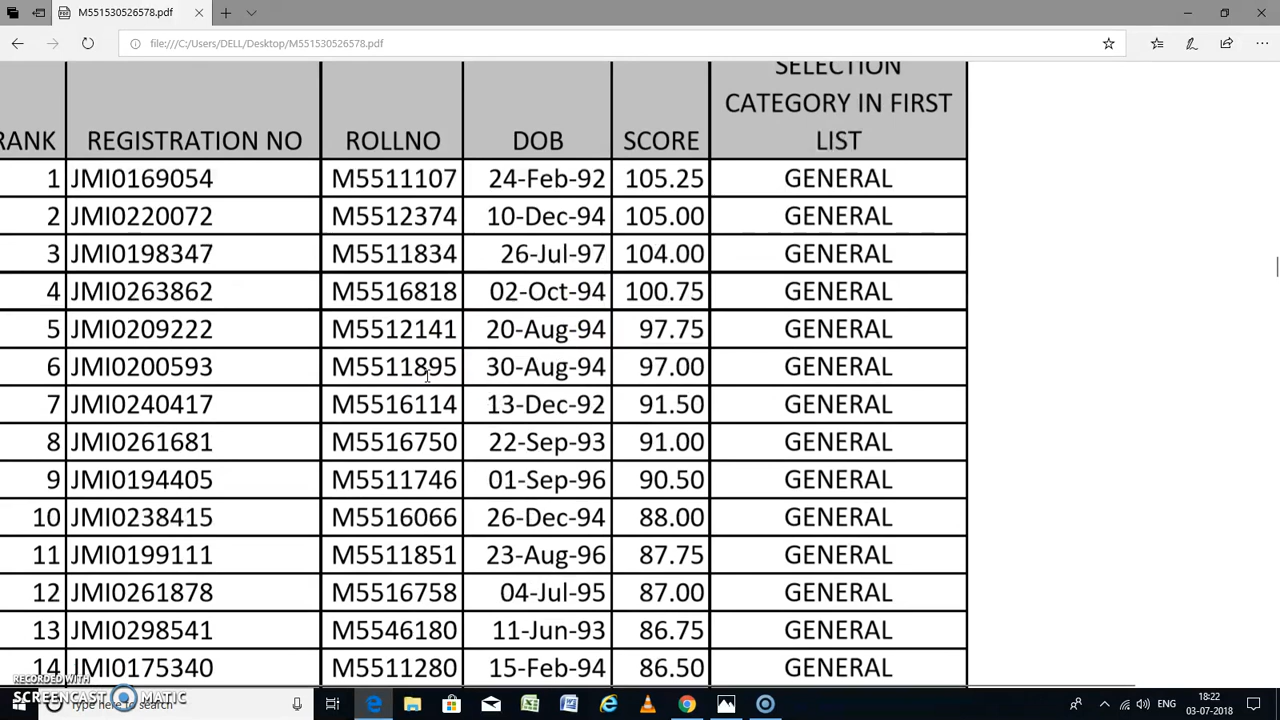 M551530526578.pdf
file:///C:/Users/DELL/Desktop/M551530526578.pdf
RANK REGISTRATION NO ROLLNO DOB SCORE SELECTION CATEGORY IN FIRST LIST
1 JMI0169054 M5511107 24-Feb-92 105.25 GENERAL
2 JMI0220072 M5512374 10-Dec-94 105.00 GENERAL
3 JMI0198347 M5511834 26-Jul-97 104.00 GENERAL
4 JMI0263862 M5516818 02-Oct-94 100.75 GENERAL
5 JMI0209222 M5512141 20-Aug-94 97.75 GENERAL
6 JMI0200593 M5511895 30-Aug-94 97.00 GENERAL
7 JMI0240417 M5516114 13-Dec-92 91.50 GENERAL
8 JMI0261681 M5516750 22-Sep-93 91.00 GENERAL
9 JMI0194405 M5511746 01-Sep-96 90.50 GENERAL
10 JMI0238415 M5516066 26-Dec-94 88.00 GENERAL
11 JMI0199111 M5511851 23-Aug-96 87.75 GENERAL
12 JMI0261878 M5516758 04-Jul-95 87.00 GENERAL
13 JMI0298541 M5546180 11-Jun-93 86.75 GENERAL
14 JMI0175340 M5511280 15-Feb-94 86.50 GENERAL
RECORDED WITH
SCREENCAST MATIC
Type here to search
ENG
18:22
03-07-2018